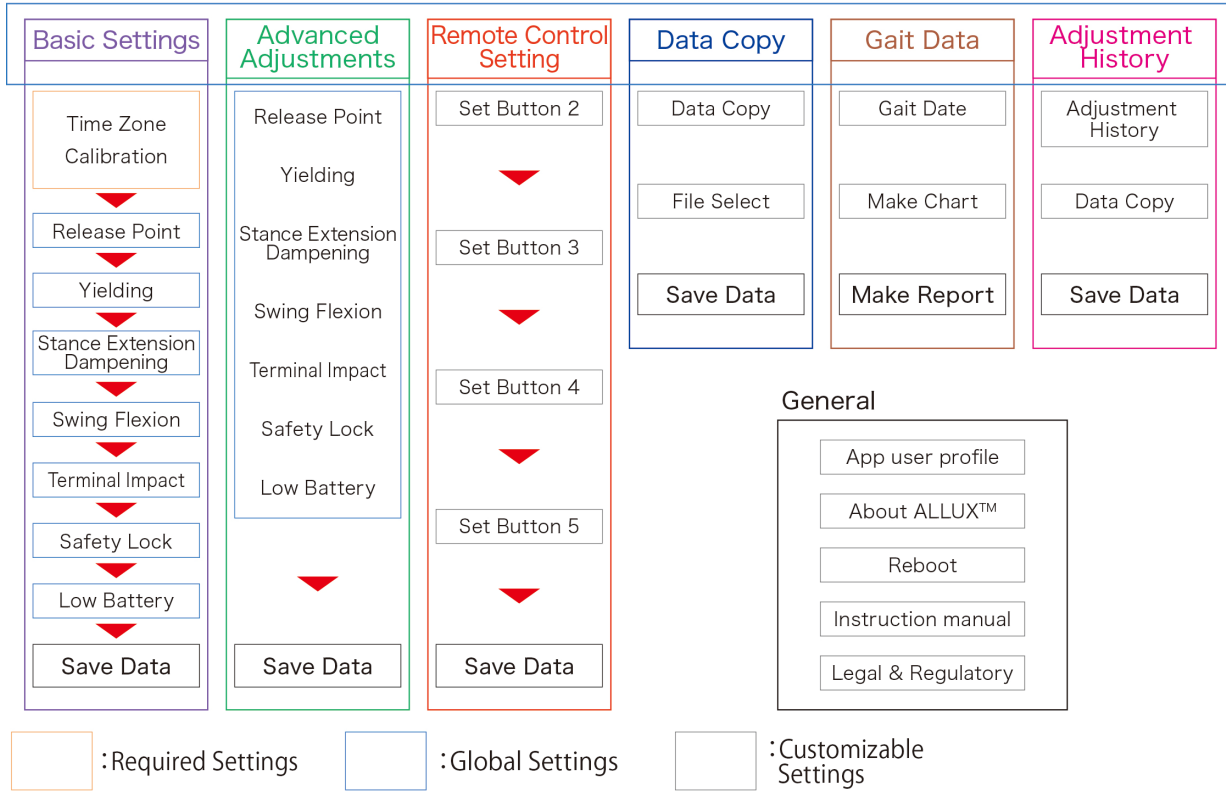 Basic Settings
Time Zone
Calibration
Release Point
Yielding
Stance Extension
Dampening
Swing Flexion
Terminal Impact
Safety Lock
Low Battery
Save Data
Advanced
Adjustments
Release Point
Yielding
Stance Extension
Dampening
Swing Flexion
Terminal Impact
Safety Lock
Low Battery
Save Data
Remote Control
Setting
Set Button 2
Set Button 3
Set Button 4
Set Button 5
Save Data
Data Copy
Data Copy
File Select
Save Data
Gait Data
Gait Date
Make Chart
Make Report
Adjustment
History
Adjustment
History
Data Copy
Save Data
General
App user profile
About ALLUX™
Reboot
Instruction manual
Legal & Regulatory
:Required Settings
:Global Settings
:Customizable
Settings